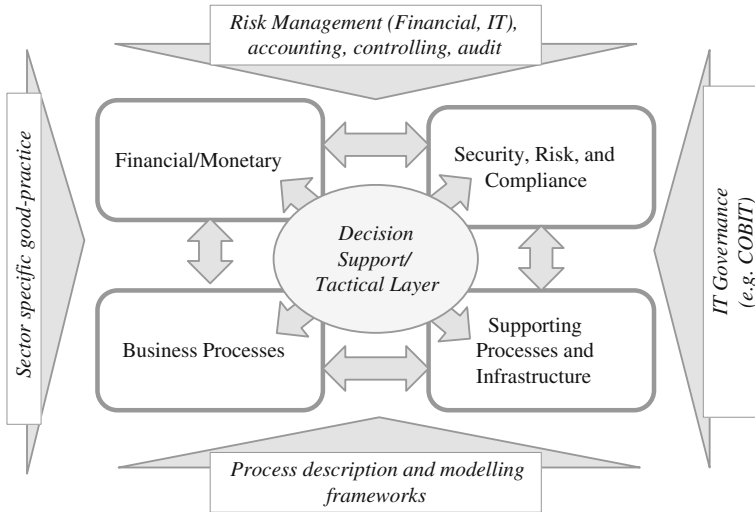 Risk Management (Financial, IT),
accounting, controlling, audit
Sector specific good-practice
Financial/Monetary
Security, Risk, and
Compliance
Decision
Support/
Tactical Layer
Business Processes
Supporting
Processes and
Infrastructure
IT Governance
(e.g. COBIT)
Process description and modelling
frameworks